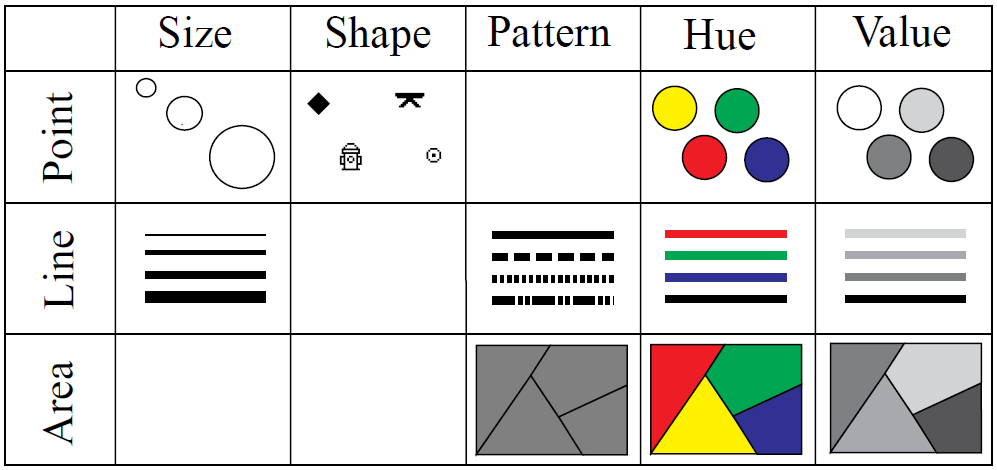 Size Shape Pattern Hue Value
Point
Line
Area